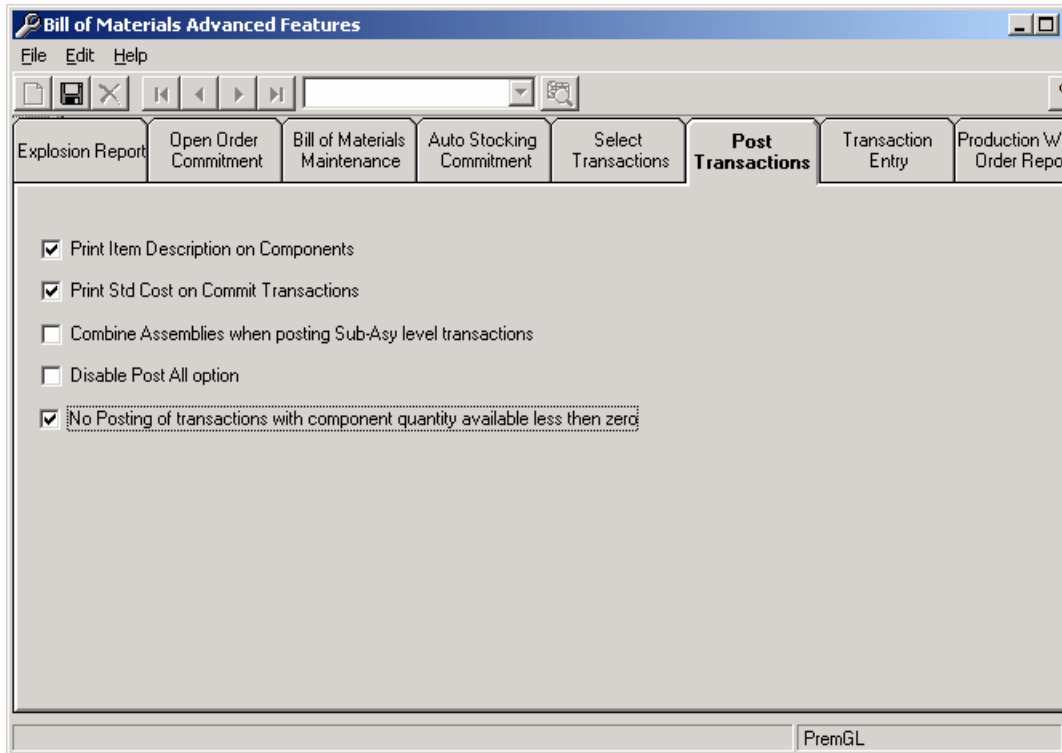 Bill of Materials Advanced Features
File Edit Help
Explosion Report
Open Order
Commitment
Bill of Materials
Maintenance
Auto Stocking
Commitment
Select
Transactions
Post
Transactions
Transaction
Entry
Production W
Order Repo
Print Item Description on Components
Print Std Cost on Commit Transactions
Combine Assemblies when posting Sub-Asy level transactions
Disable Post All option
No Posting of transactions with component quantity available less then zero
PremGL